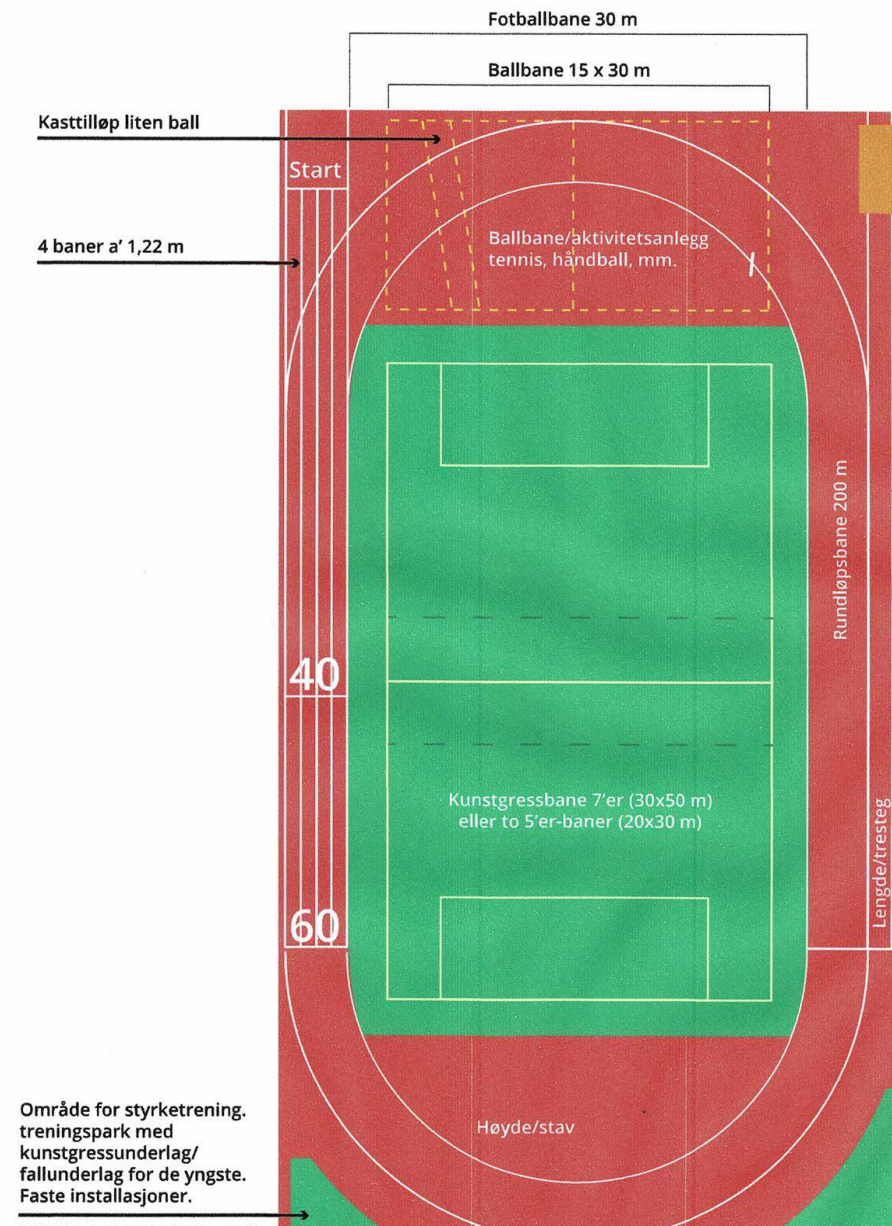 Fotballbane 30 m
Ballbane 15 x 30 m
Kasttilløp liten ball
Start
4 baner a' 1,22 m
Ballbane/aktivitetsanlegg
tennis, håndball, mm.
Rundløpsbane 200 m
40
Kunstgressbane 7'er (30x50 m)
eller to 5'er-baner (20x30 m)
Lengde/tresteg
60
Område for styrketrening.
treningspark med
kunstgressunderlag/
fallunderlag for de yngste.
Faste installasjoner.
Høyde/stav